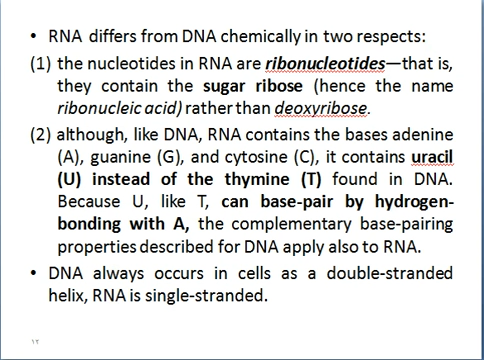 • RNA differs from DNA chemically in two respects:
(1) the nucleotides in RNA are ribonucleotides—that is,
they contain the sugar ribose (hence the name
ribonucleic acid) rather than deoxyribose.
(2) although, like DNA, RNA contains the bases adenine
(A), guanine (G), and cytosine (C), it contains uracil
(U) instead of the thymine (T) found in DNA.
Because U, like T, can base-pair by hydrogen-
bonding with A, the complementary base-pairing
properties described for DNA apply also to RNA.
• DNA always occurs in cells as a double-stranded
helix, RNA is single-stranded.
١٢